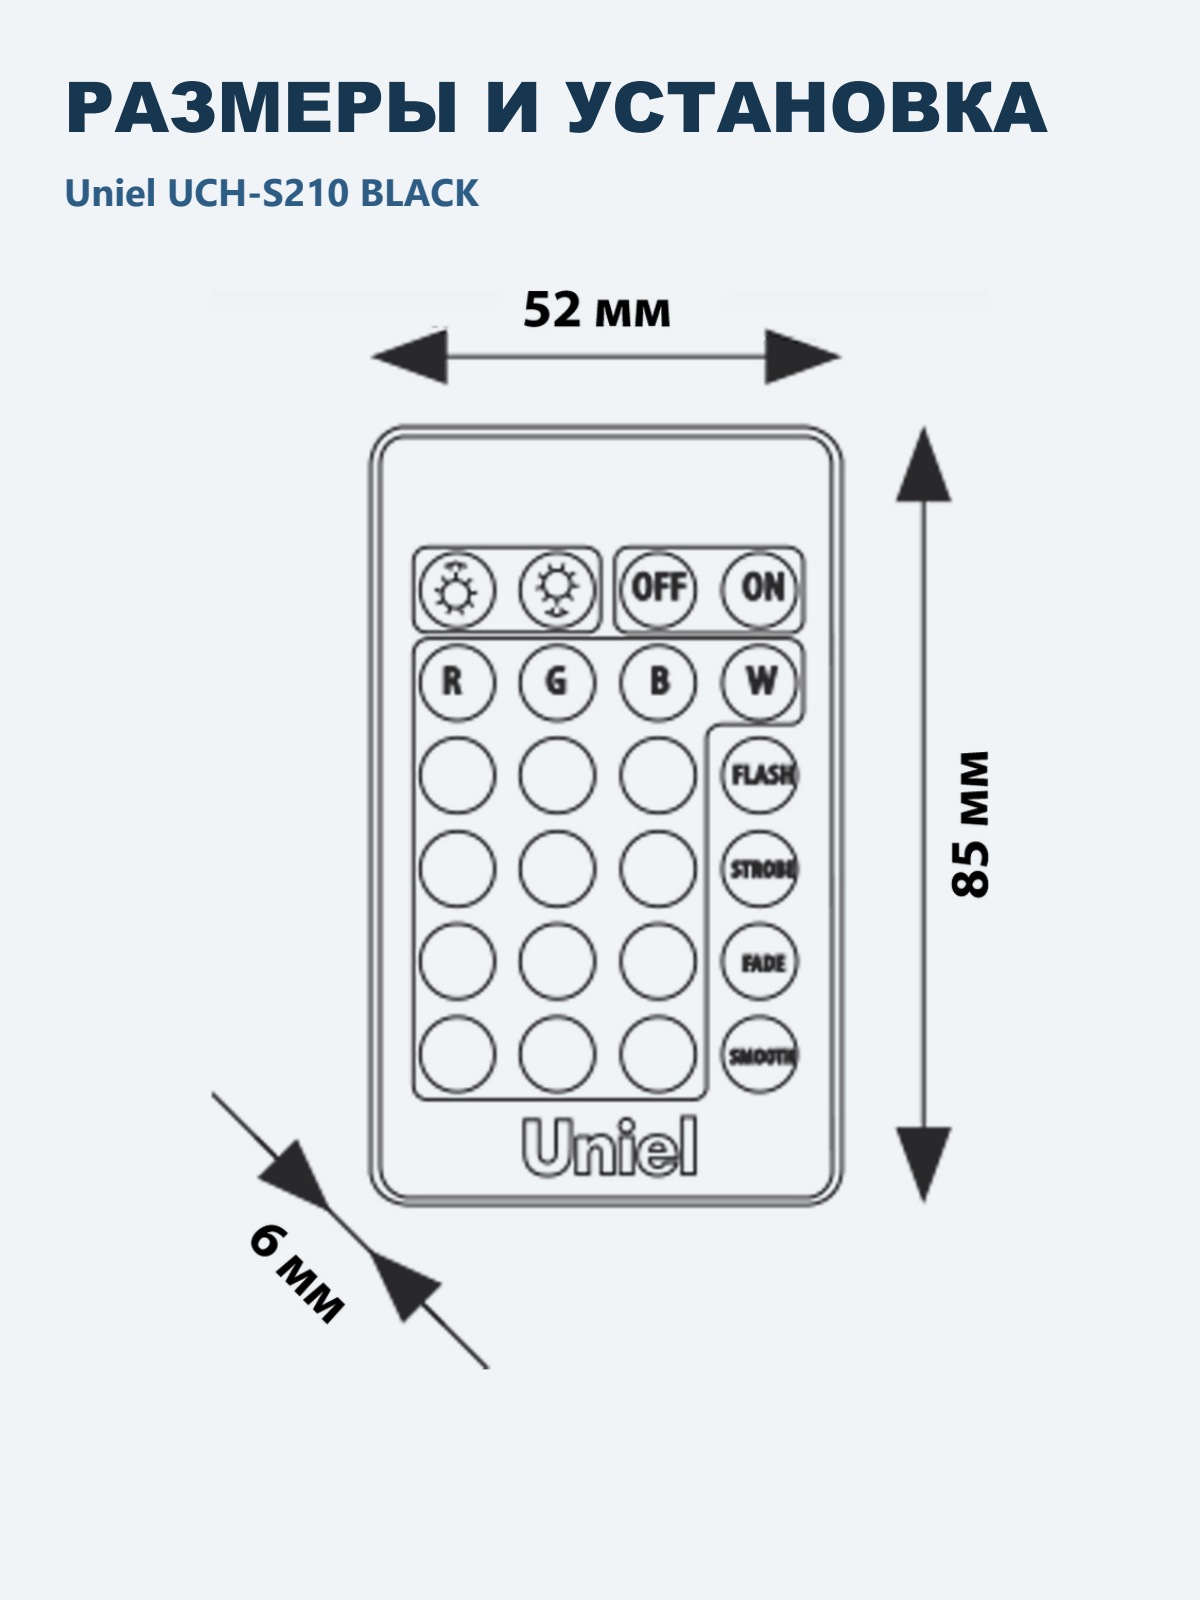 РАЗМЕРЫ И УСТАНОВКА
Uniel UCH-S210 BLACK
52 мм
OFF ON
R G B W
FLASH
STROBE
85 мм
FADE
SMOOTH
Uniel
6 мм